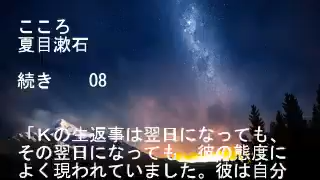 こころ
夏目漱石
続き　08
「Ｋの生返事は翌日になっても、
その翌日になっても、彼の態度に
よく現われていました。彼は自分